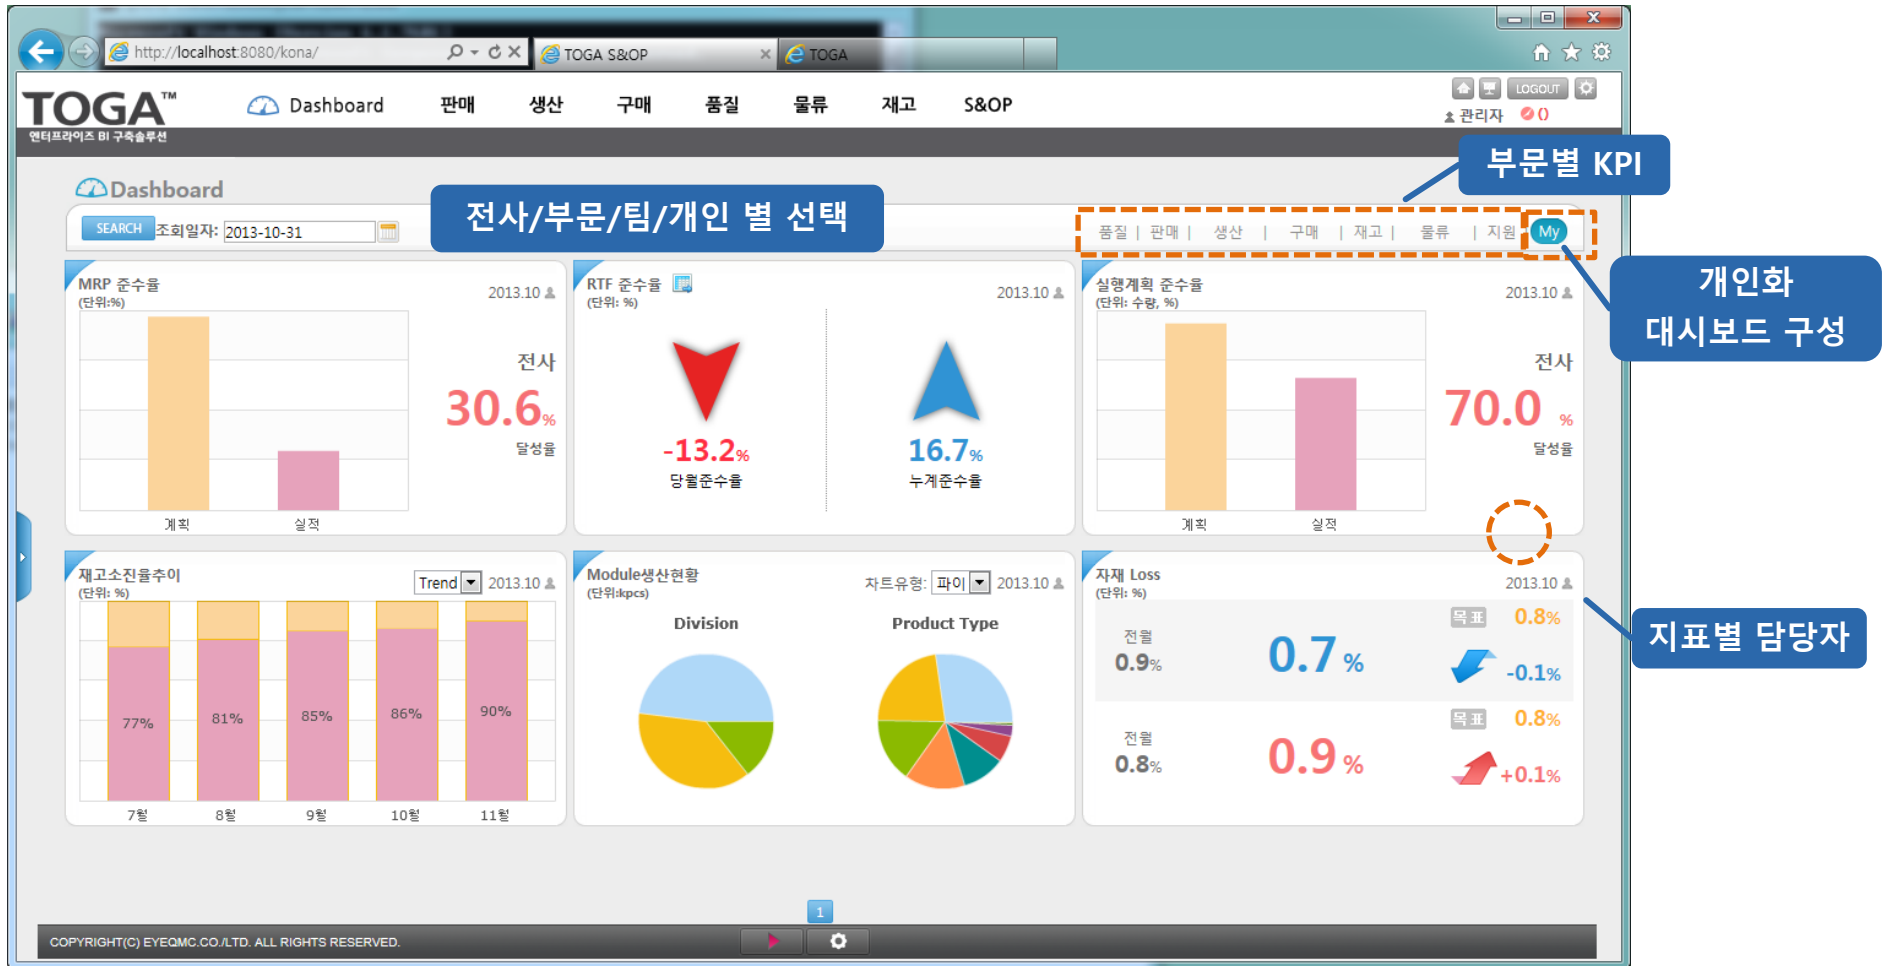 http://localhost:8080/kona/
TOGA S&OP
TOGA
TOGA™
엔터프라이즈 BI 구축솔루션
Dashboard 판매 생산 구매 품질 물류 재고 S&OP
LOGOUT
관리자 ()
부문별 KPI
Dashboard
전사/부문/팀/개인 별 선택
SEARCH 조회일자: 2013-10-31
품질 | 판매 | 생산 | 구매 | 재고 | 물류 | 지원 My
개인화
대시보드 구성
MRP 준수율
(단위:%)
2013.10
전사
30.6%
달성율
계획 실적
RTF 준수율
(단위: %)
2013.10
-13.2%
당월준수율
16.7%
누계준수율
실행계획 준수율
(단위: 수량, %)
2013.10
전사
70.0 %
달성율
계획 실적
재고소진율추이
(단위: %)
Trend 2013.10
77% 81% 85% 86% 90%
7월 8월 9월 10월 11월
Module생산현황
(단위:kpcs)
차트유형: 파이 2013.10
Division Product Type
자재 Loss
(단위: %)
2013.10
전월
0.9%
0.7 %
목표 0.8%
-0.1%
전월
0.8%
0.9 %
목표 0.8%
+0.1%
지표별 담당자
1
COPYRIGHT(C) EYEQMC.CO./LTD. ALL RIGHTS RESERVED.